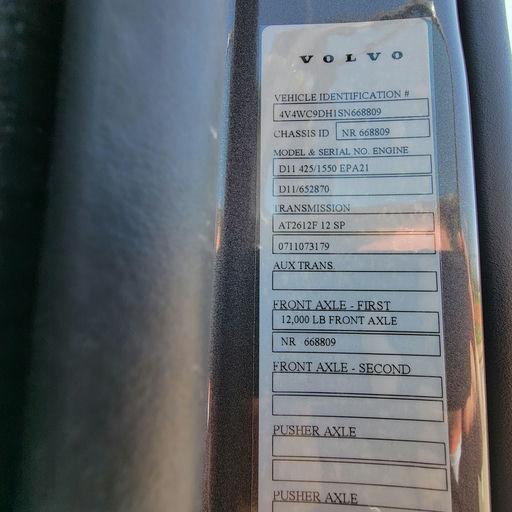 VOLVO
VEHICLE IDENTIFICATION #
4V4WC9DH1SN668809
CHASSIS ID NR 668809
MODEL & SERIAL NO. ENGINE
D11 425/1550 EPA21
D11/652870
TRANSMISSION
AT2612F 12 SP
0711073179
AUX TRANS
FRONT AXLE - FIRST
12,000 LB FRONT AXLE
NR 668809
FRONT AXLE - SECOND
PUSHER AXLE
PUSHER AXLE